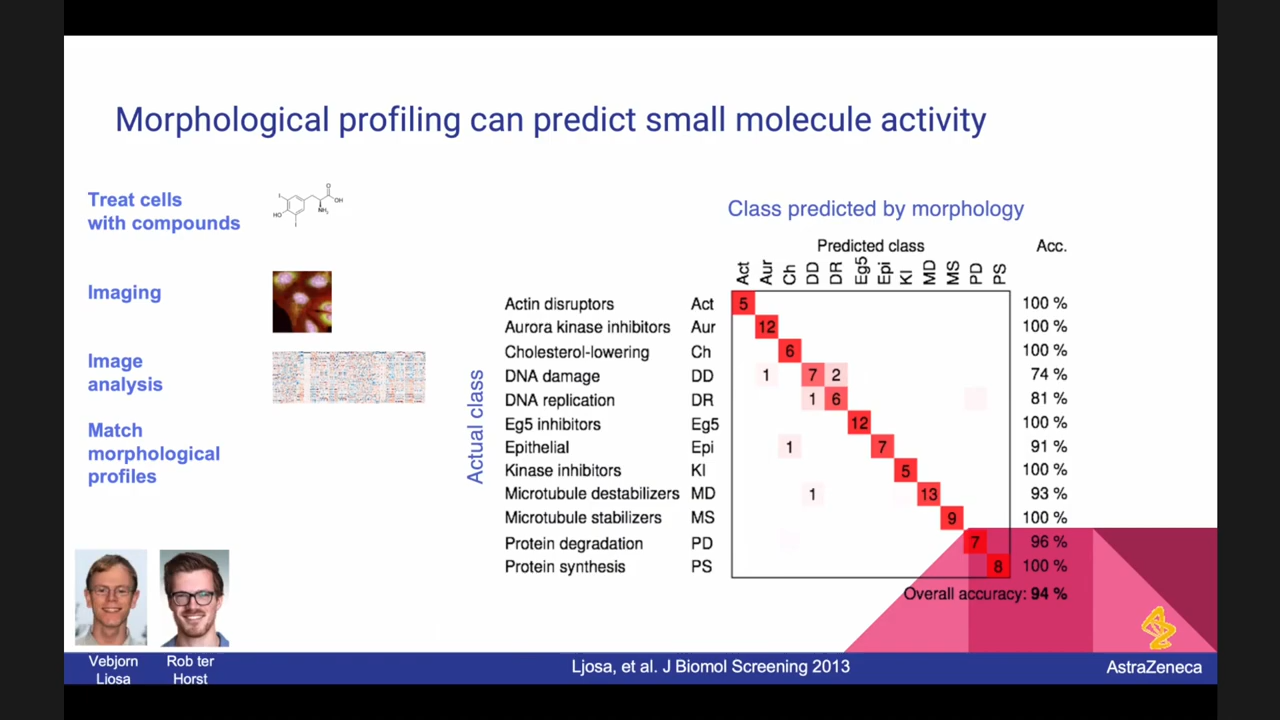 Morphological profiling can predict small molecule activity
Treat cells
with compounds
Imaging
Image
analysis
Match
morphological
profiles
I
O
OH
HO
NH₂
I
Class predicted by morphology
Predicted class
Acc.
Act Aur Ch DD DR Eg5 Epi KI MD MS PD PS
Actual class
Actin disruptors Act 5 100 %
Aurora kinase inhibitors Aur 12 100 %
Cholesterol-lowering Ch 6 100 %
DNA damage DD 1 7 2 74 %
DNA replication DR 1 6 81 %
Eg5 inhibitors Eg5 12 100 %
Epithelial Epi 1 7 91 %
Kinase inhibitors KI 5 100 %
Microtubule destabilizers MD 1 13 93 %
Microtubule stabilizers MS 9 100 %
Protein degradation PD 7 96 %
Protein synthesis PS 8 100 %
Overall accuracy: 94 %
Vebjorn
Liosa
Rob ter
Horst
Ljosa, et al. J Biomol Screening 2013
AstraZeneca